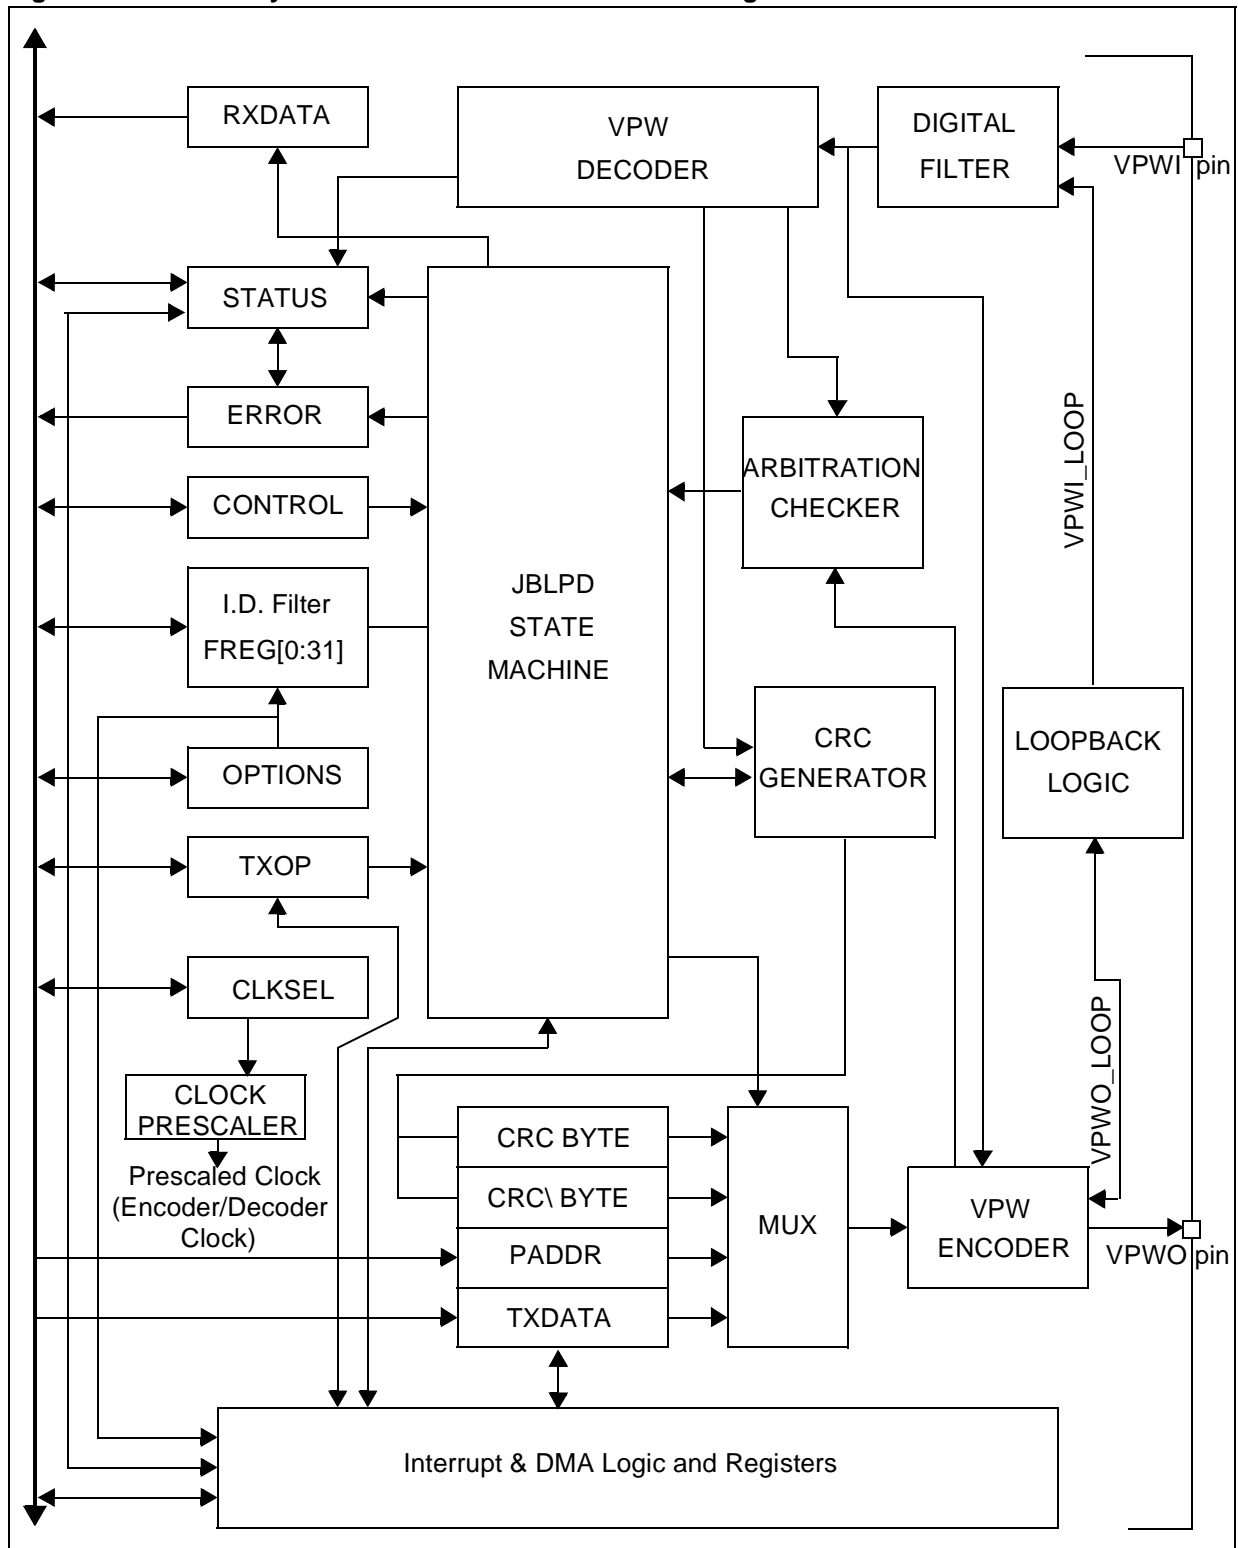 RXDATA
VPW
DECODER
DIGITAL
FILTER
VPWI pin
STATUS
ERROR
CONTROL
I.D. Filter
FREG[0:31]
OPTIONS
TXOP
CLKSEL
CLOCK
PRESCALER
Prescaled Clock
(Encoder/Decoder
Clock)
JBLPD
STATE
MACHINE
ARBITRATION
CHECKER
CRC
GENERATOR
VPWI_LOOP
LOOPBACK
LOGIC
VPWO_LOOP
CRC BYTE
CRC\ BYTE
PADDR
TXDATA
MUX
VPW
ENCODER
VPWO pin
Interrupt & DMA Logic and Registers